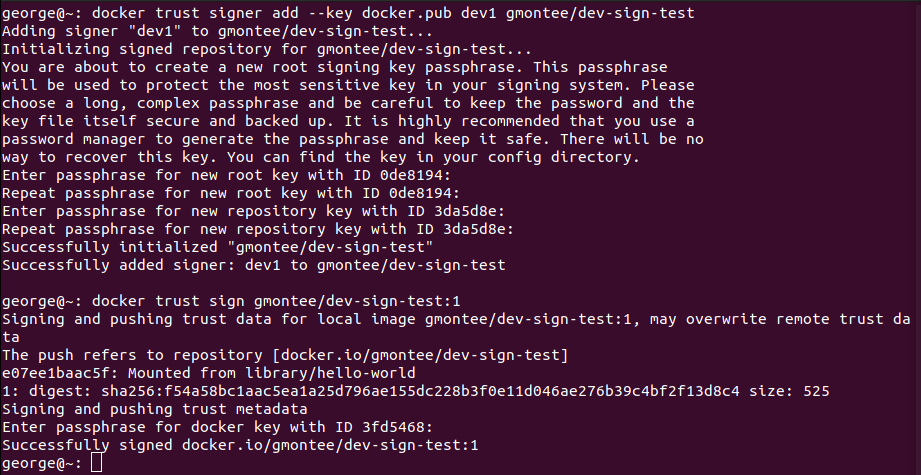 george@~: docker trust signer add --key docker.pub dev1 gmontee/dev-sign-test
Adding signer "dev1" to gmontee/dev-sign-test...
Initializing signed repository for gmontee/dev-sign-test...
You are about to create a new root signing key passphrase. This passphrase
will be used to protect the most sensitive key in your signing system. Please
choose a long, complex passphrase and be careful to keep the password and the
key file itself secure and backed up. It is highly recommended that you use a
password manager to generate the passphrase and keep it safe. There will be no
way to recover this key. You can find the key in your config directory.
Enter passphrase for new root key with ID 0de8194:
Repeat passphrase for new root key with ID 0de8194:
Enter passphrase for new repository key with ID 3da5d8e:
Repeat passphrase for new repository key with ID 3da5d8e:
Successfully initialized "gmontee/dev-sign-test"
Successfully added signer: dev1 to gmontee/dev-sign-test
george@~: docker trust sign gmontee/dev-sign-test:1
Signing and pushing trust data for local image gmontee/dev-sign-test:1, may overwrite remote trust da
ta
The push refers to repository [docker.io/gmontee/dev-sign-test]
e07ee1baac5f: Mounted from library/hello-world
1: digest: sha256:f54a58bc1aac5ea1a25d796ae155dc228b3f0e11d046ae276b39c4bf2f13d8c4 size: 525
Signing and pushing trust metadata
Enter passphrase for docker key with ID 3fd5468:
Successfully signed docker.io/gmontee/dev-sign-test:1
george@~: